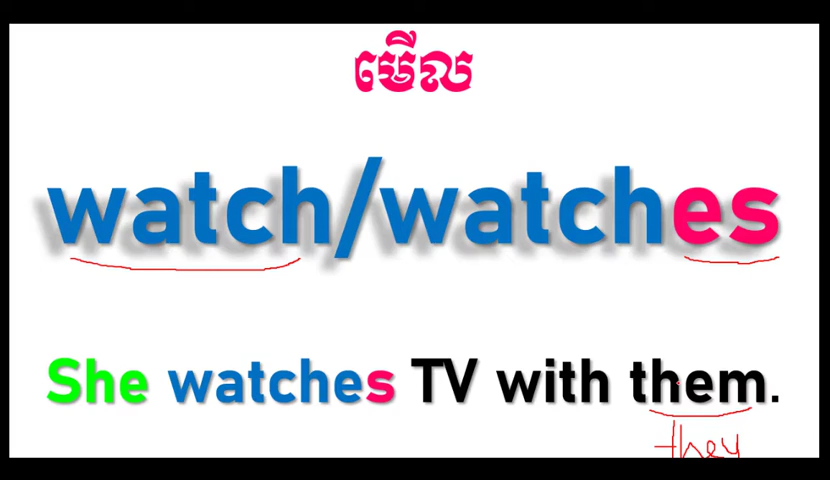 មើល
watch/watches
She watches TV with them.
they